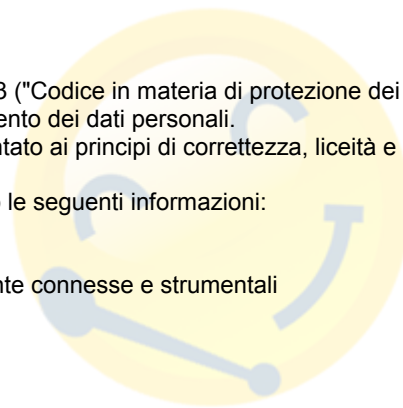 3 ("Codice in materia di protezione dei
ento dei dati personali.
ntato ai principi di correttezza, liceità e
le seguenti informazioni:
nte connesse e strumentali